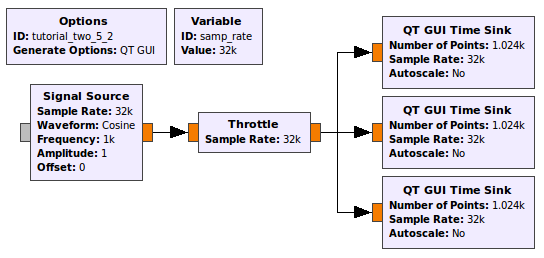 Options
ID: tutorial_two_5_2
Generate Options: QT GUI
Variable
ID: samp_rate
Value: 32k
Signal Source
Sample Rate: 32k
Waveform: Cosine
Frequency: 1k
Amplitude: 1
Offset: 0
Throttle
Sample Rate: 32k
QT GUI Time Sink
Number of Points: 1.024k
Sample Rate: 32k
Autoscale: No
QT GUI Time Sink
Number of Points: 1.024k
Sample Rate: 32k
Autoscale: No
QT GUI Time Sink
Number of Points: 1.024k
Sample Rate: 32k
Autoscale: No